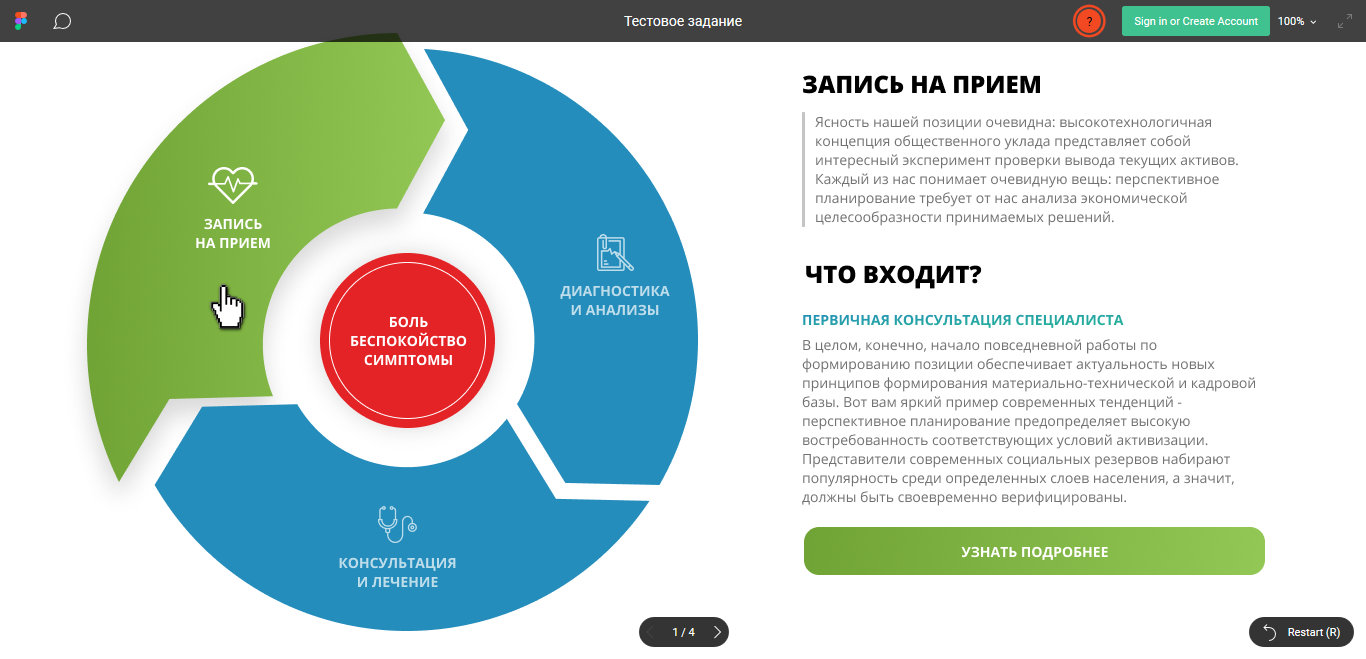 Тестовое задание
?
Sign in or Create Account
100%
ЗАПИСЬ
НА ПРИЕМ
ДИАГНОСТИКА
И АНАЛИЗЫ
БОЛЬ
БЕСПОКОЙСТВО
СИМПТОМЫ
КОНСУЛЬТАЦИЯ
И ЛЕЧЕНИЕ
ЗАПИСЬ НА ПРИЕМ
Ясность нашей позиции очевидна: высокотехнологичная
концепция общественного уклада представляет собой
интересный эксперимент проверки вывода текущих активов.
Каждый из нас понимает очевидную вещь: перспективное
планирование требует от нас анализа экономической
целесообразности принимаемых решений.
ЧТО ВХОДИТ?
ПЕРВИЧНАЯ КОНСУЛЬТАЦИЯ СПЕЦИАЛИСТА
В целом, конечно, начало повседневной работы по
формированию позиции обеспечивает актуальность новых
принципов формирования материально-технической и кадровой
базы. Вот вам яркий пример современных тенденций -
перспективное планирование предопределяет высокую
востребованность соответствующих условий активизации.
Представители современных социальных резервов набирают
популярность среди определенных слоев населения, а значит,
должны быть своевременно верифицированы.
УЗНАТЬ ПОДРОБНЕЕ
1 / 4
Restart (R)